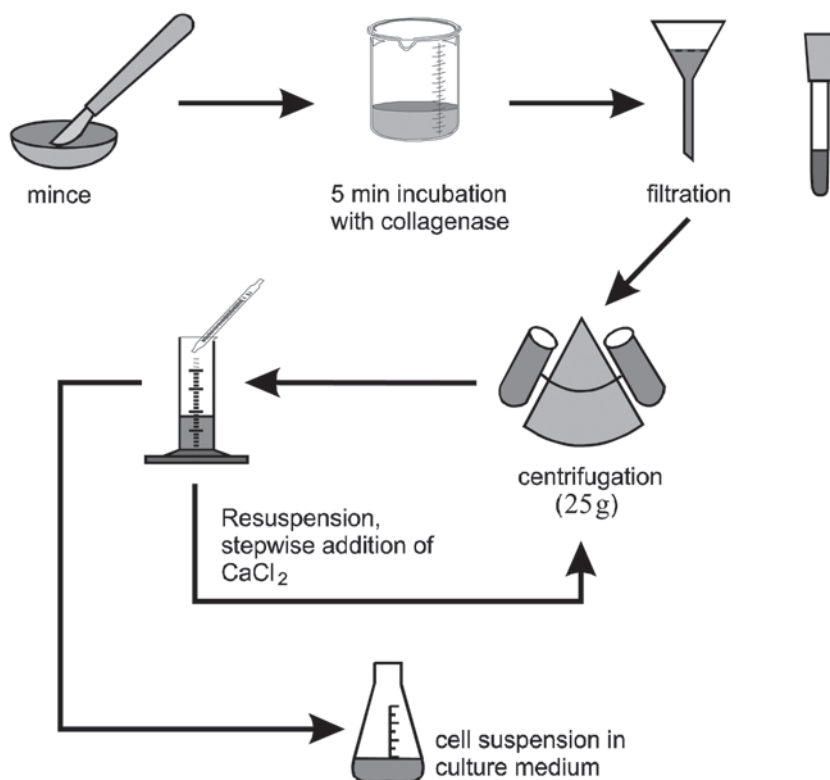 mince
5 min incubation
with collagenase
filtration
centrifugation
(25g)
Resuspension,
stepwise addition of
CaCl₂
cell suspension in
culture medium